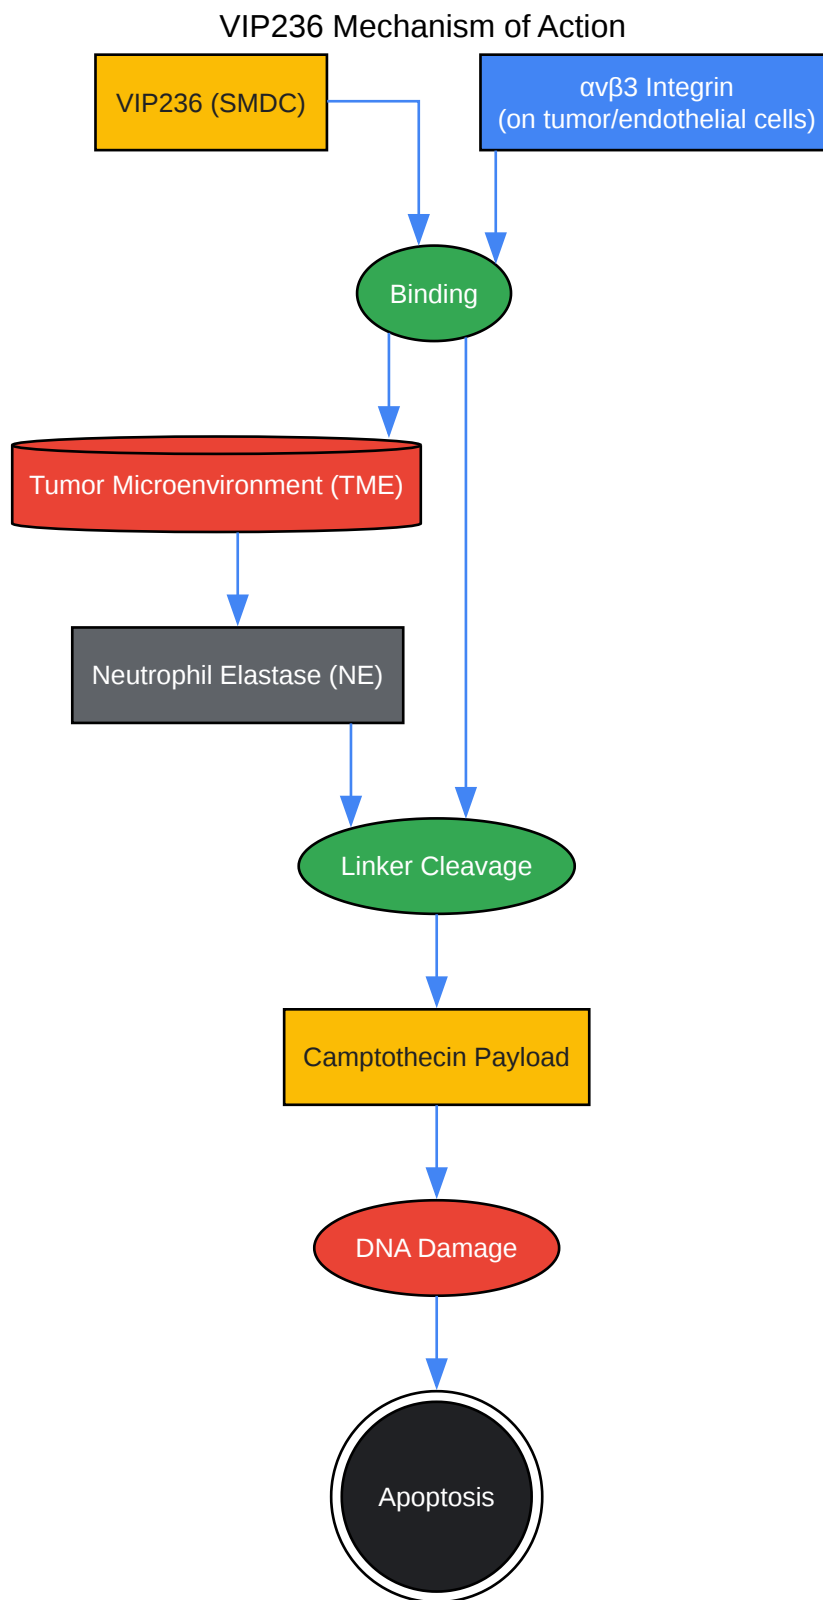 VIP236 Mechanism of Action
VIP236 (SMDC)
αvβ3 Integrin
(on tumor/endothelial cells)
Binding
Tumor Microenvironment (TME)
Neutrophil Elastase (NE)
Linker Cleavage
Camptothecin Payload
DNA Damage
Apoptosis